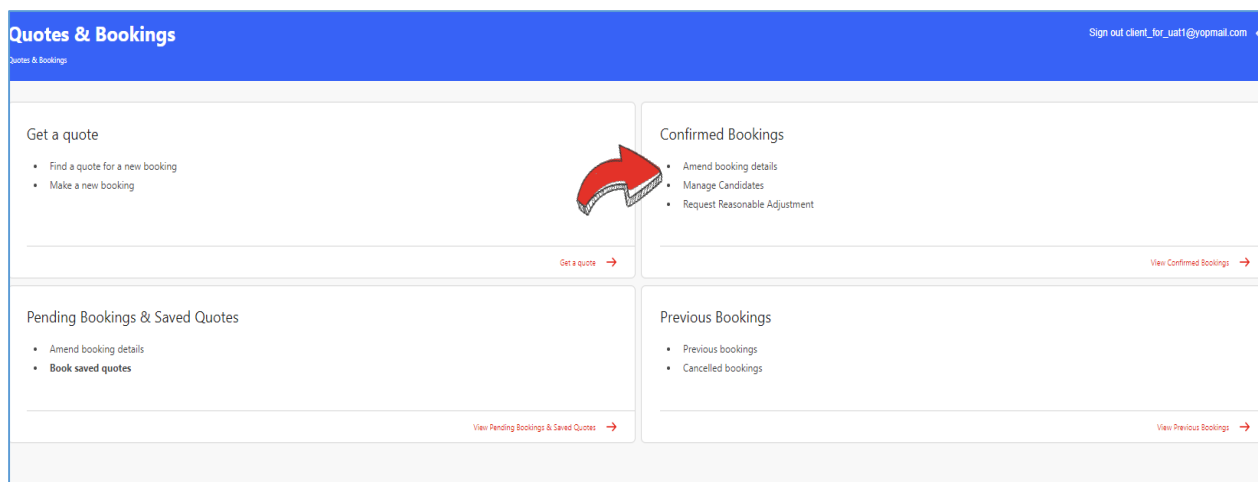 Quotes & Bookings
Sign out client_for_uat1@yopmail.com
Quotes & Bookings
Get a quote
Find a quote for a new booking
Make a new booking
Get a quote
Confirmed Bookings
Amend booking details
Manage Candidates
Request Reasonable Adjustment
View Confirmed Bookings
Pending Bookings & Saved Quotes
Amend booking details
Book saved quotes
View Pending Bookings & Saved Quotes
Previous Bookings
Previous bookings
Cancelled bookings
View Previous Bookings